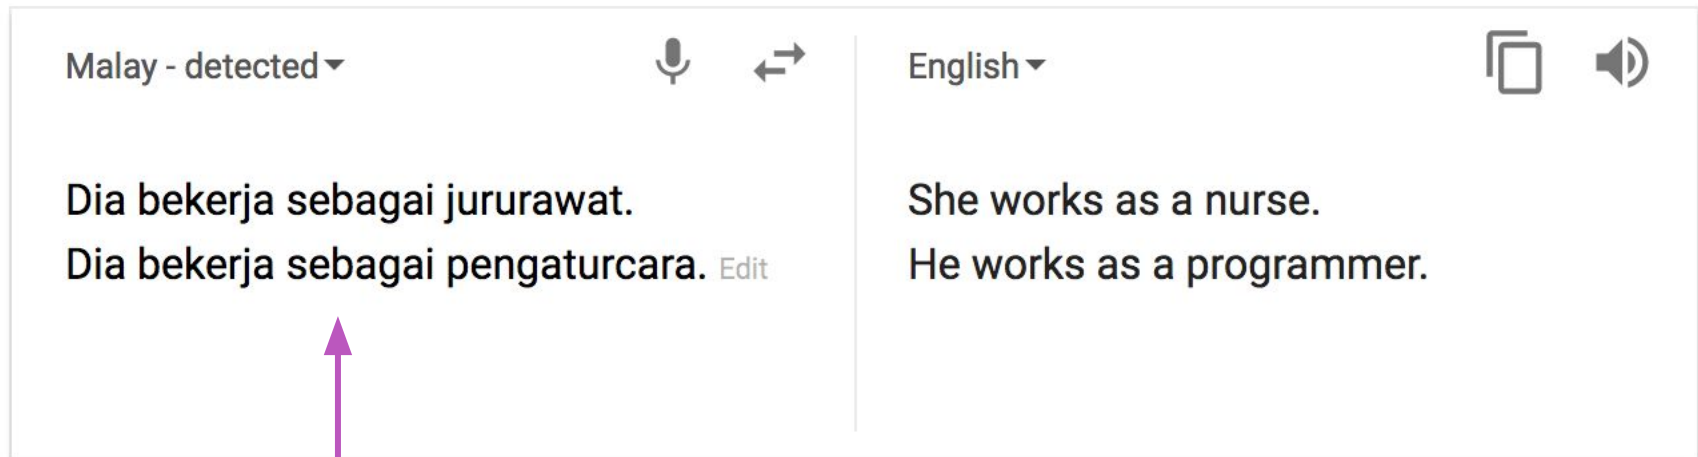 Malay - detected
Dia bekerja sebagai jururawat.
Dia bekerja sebagai pengaturcara. Edit
English
She works as a nurse.
He works as a programmer.